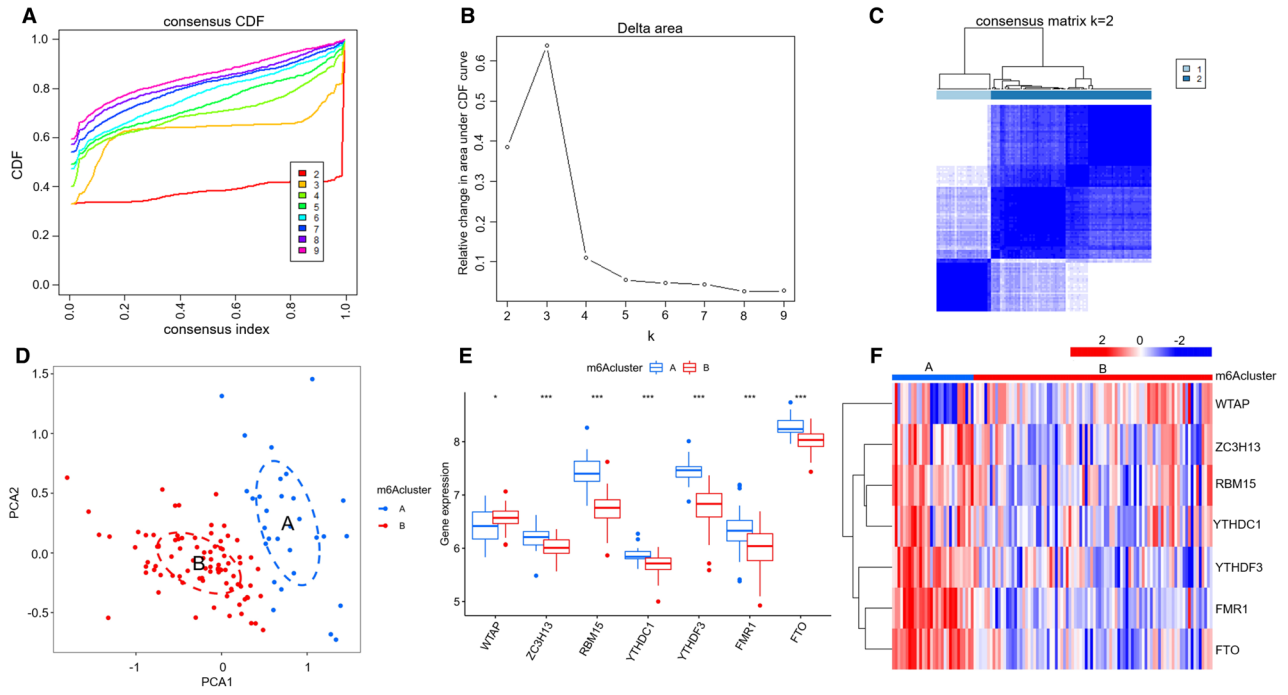 A
consensus CDF
CDF
1.0
0.8
0.6
0.4
0.2
0.0
2
3
4
5
6
7
8
9
0.0
0.2
0.4
0.6
0.8
1.0
consensus index
B
Delta area
Relative change in area under CDF curve
0.6
0.5
0.4
0.3
0.2
0.1
2
3
4
5
6
7
8
9
k
C
consensus matrix k=2
1
2
D
PCA2
1.5
1.0
0.5
0.0
-0.5
A
B
-1
0
1
PCA1
m6Acluster
A
B
E
m6Acluster A B
Gene expression
8
7
6
5
* *** *** *** *** *** ***
WTAP
ZC3H13
RBM15
YTHDC1
YTHDF3
FMR1
FTO
F
2 0 -2
A B
m6Acluster
WTAP
ZC3H13
RBM15
YTHDC1
YTHDF3
FMR1
FTO